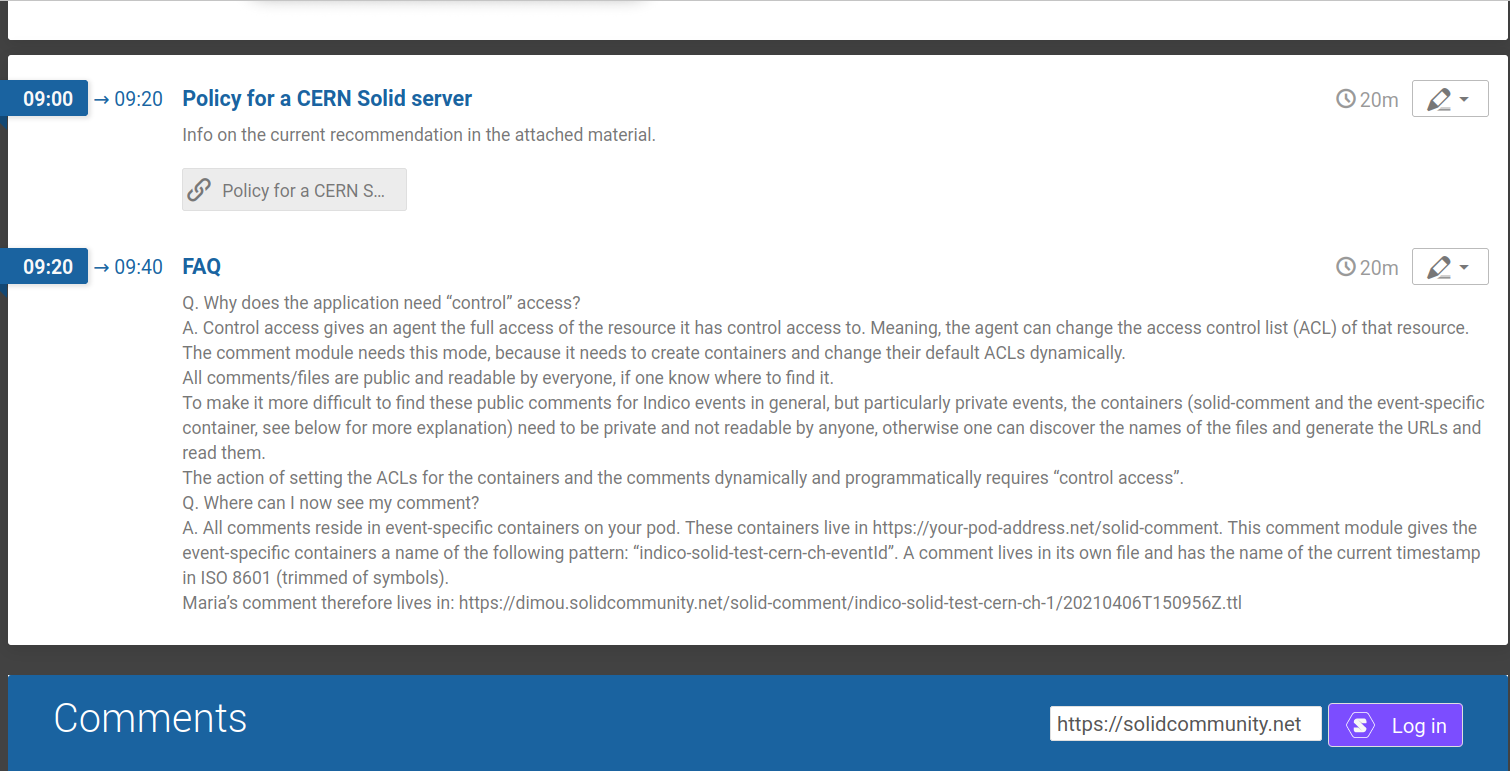 09:00 → 09:20 Policy for a CERN Solid server 20m
Info on the current recommendation in the attached material.
Policy for a CERN S...
09:20 → 09:40 FAQ 20m
Q. Why does the application need “control” access?
A. Control access gives an agent the full access of the resource it has control access to. Meaning, the agent can change the access control list (ACL) of that resource.
The comment module needs this mode, because it needs to create containers and change their default ACLs dynamically.
All comments/files are public and readable by everyone, if one know where to find it.
To make it more difficult to find these public comments for Indico events in general, but particularly private events, the containers (solid-comment and the event-specific
container, see below for more explanation) need to be private and not readable by anyone, otherwise one can discover the names of the files and generate the URLs and
read them.
The action of setting the ACLs for the containers and the comments dynamically and programmatically requires “control access”.
Q. Where can I now see my comment?
A. All comments reside in event-specific containers on your pod. These containers live in https://your-pod-address.net/solid-comment. This comment module gives the
event-specific containers a name of the following pattern: “indico-solid-test-cern-ch-eventId”. A comment lives in its own file and has the name of the current timestamp
in ISO 8601 (trimmed of symbols).
Maria’s comment therefore lives in: https://dimou.solidcommunity.net/solid-comment/indico-solid-test-cern-ch-1/20210406T150956Z.ttl
Comments https://solidcommunity.net Log in